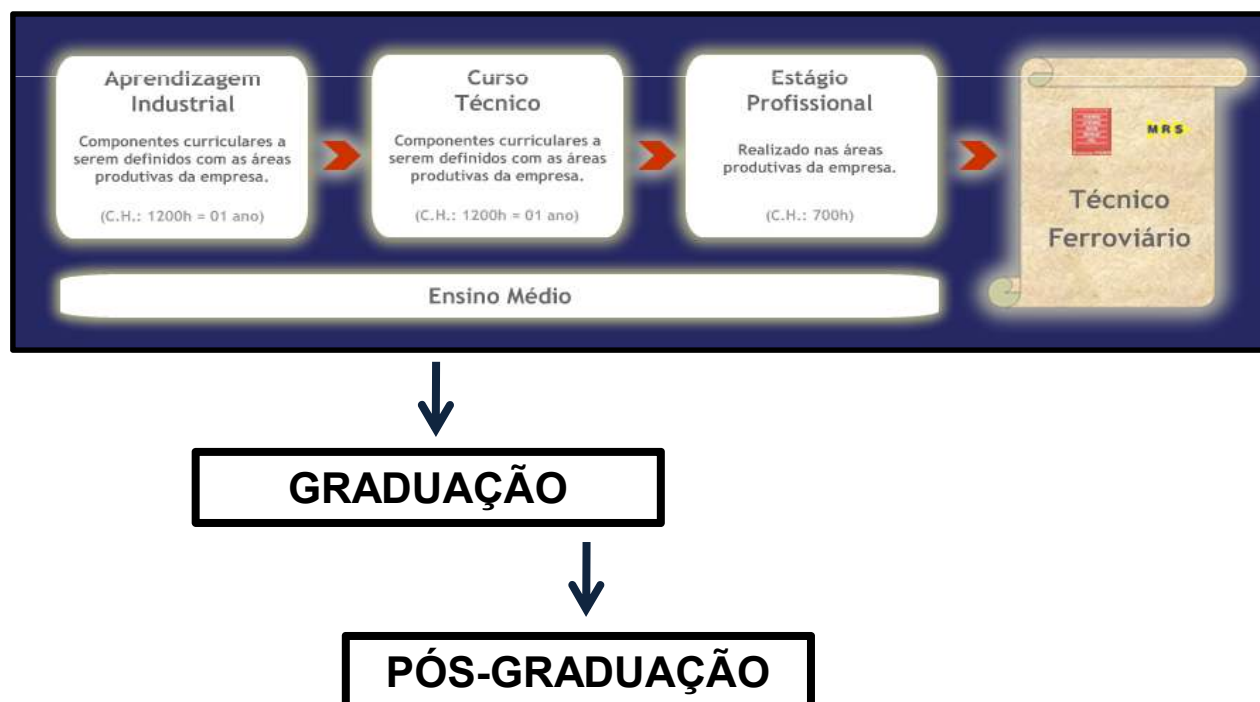 Aprendizagem
Industrial
Componentes curriculares a
serem definidos com as áreas
produtivas da empresa.
(C.H.: 1200h = 01 ano)
Curso
Técnico
Componentes curriculares a
serem definidos com as áreas
produtivas da empresa.
(C.H.: 1200h = 01 ano)
Estágio
Profissional
Realizado nas áreas
produtivas da empresa.
(C.H.: 700h)
MRS
Técnico
Ferroviário
Ensino Médio
GRADUAÇÃO
PÓS-GRADUAÇÃO